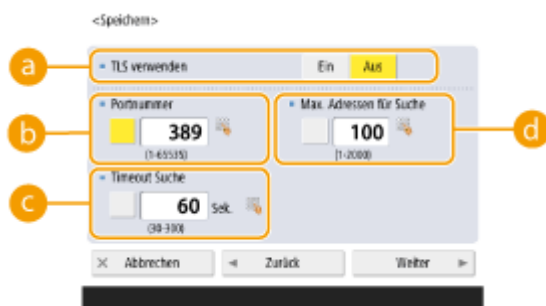 <Speichern>
a
TLS verwenden Ein Aus
b
Portnummer
389
(1-65535)
Max. Adressen für Suche
100
(1-2000)
d
c
Timeout Suche
60 Sek.
(30-300)
× Abbrechen ◄ Zurück Weiter ►